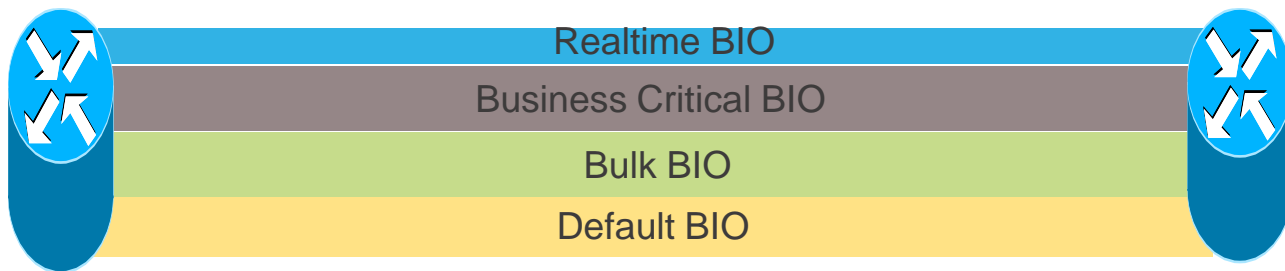 Realtime BIO
Business Critical BIO
Bulk BIO
Default BIO